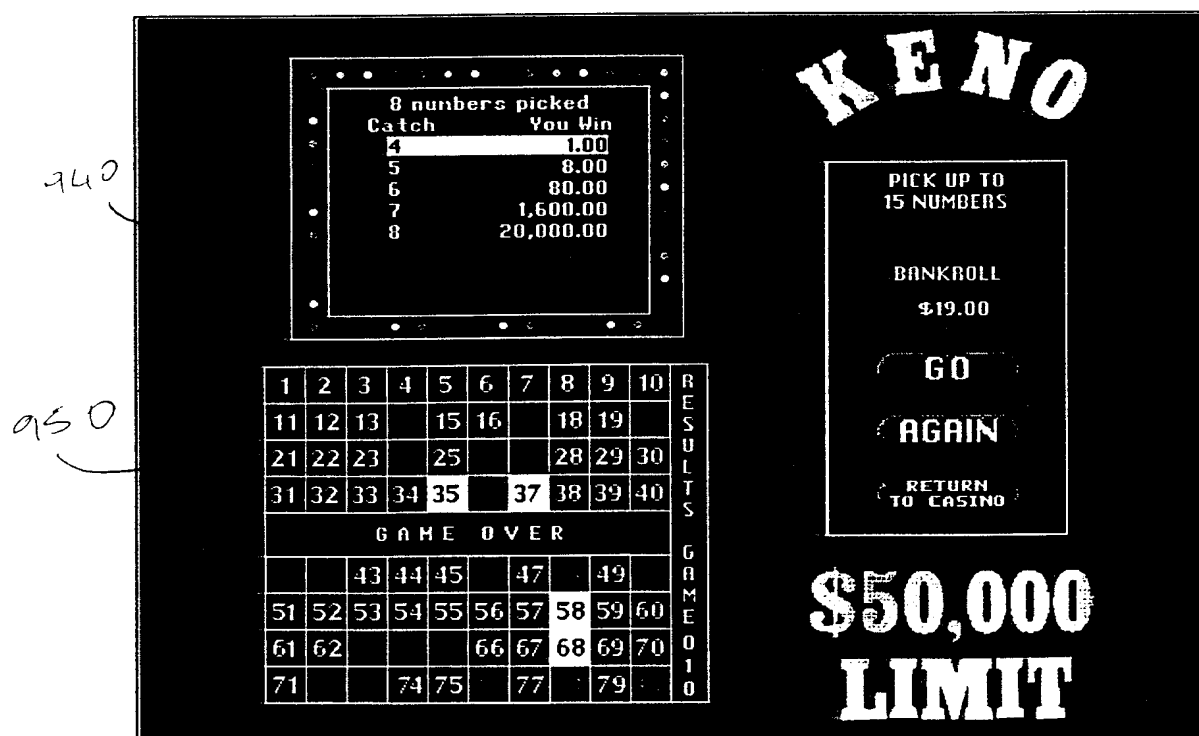 KENO
8 numbers picked
Catch You Win
4 1.00
5 8.00
6 80.00
7 1,600.00
8 20,000.00
940
PICK UP TO
15 NUMBERS
BANKROLL
$19.00
GO
AGAIN
RETURN
TO CASINO
950
1 2 3 4 5 6 7 8 9 10
11 12 13 15 16 18 19
21 22 23 25 28 29 30
31 32 33 34 35 37 38 39 40
GAME OVER
43 44 45 47 49
51 52 53 54 55 56 57 58 59 60
61 62 66 67 68 69 70
71 74 75 77 79
RESULTS GAME 010
$50,000
LIMIT